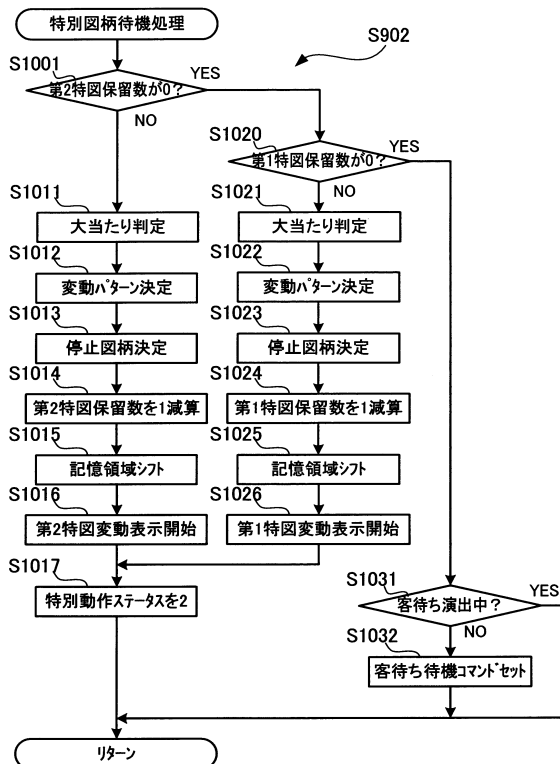 特別図柄待機処理
S902
S1001
第2特図保留数が0?
YES
NO
S1020
第1特図保留数が0?
YES
NO
S1011
大当たり判定
S1012
変動パターン決定
S1013
停止図柄決定
S1014
第2特図保留数を1減算
S1015
記憶領域シフト
S1016
第2特図変動表示開始
S1017
特別動作ステータスを2
S1021
大当たり判定
S1022
変動パターン決定
S1023
停止図柄決定
S1024
第1特図保留数を1減算
S1025
記憶領域シフト
S1026
第1特図変動表示開始
S1031
客待ち演出中?
YES
NO
S1032
客待ち待機コマンドセット
リターン